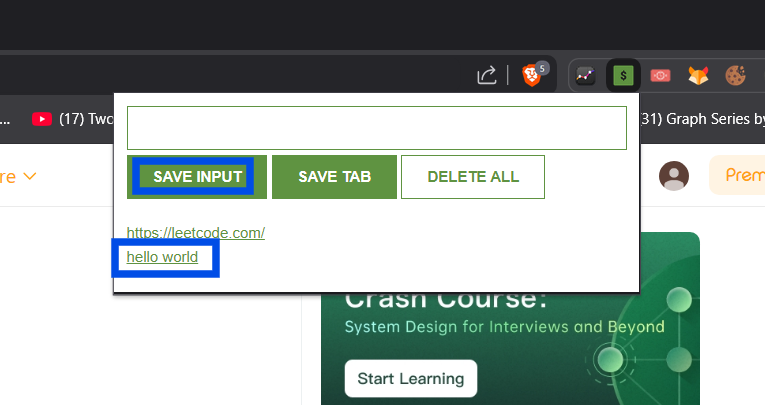 5
... (17) Twc
31) Graph Series by
SAVE INPUT SAVE TAB DELETE ALL
re Prem
https://leetcode.com/
hello world
Crash Course:
System Design for Interviews and Beyond
Start Learning